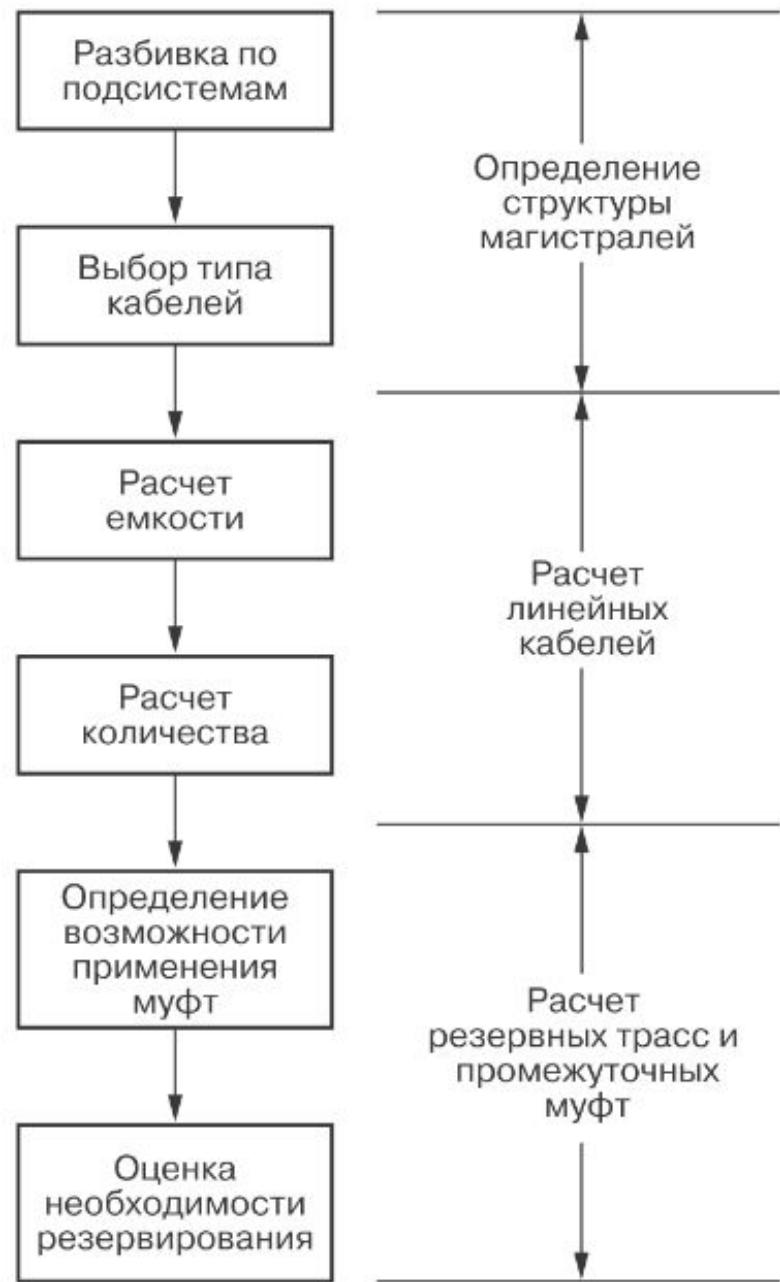 Разбивка по
подсистемам
Определение
структуры
магистралей
Выбор типа
кабелей
Расчет
емкости
Расчет
линейных
кабелей
Расчет
количества
Определение
возможности
применения
муфт
Расчет
резервных трасс и
промежуточных
муфт
Оценка
необходимости
резервирования